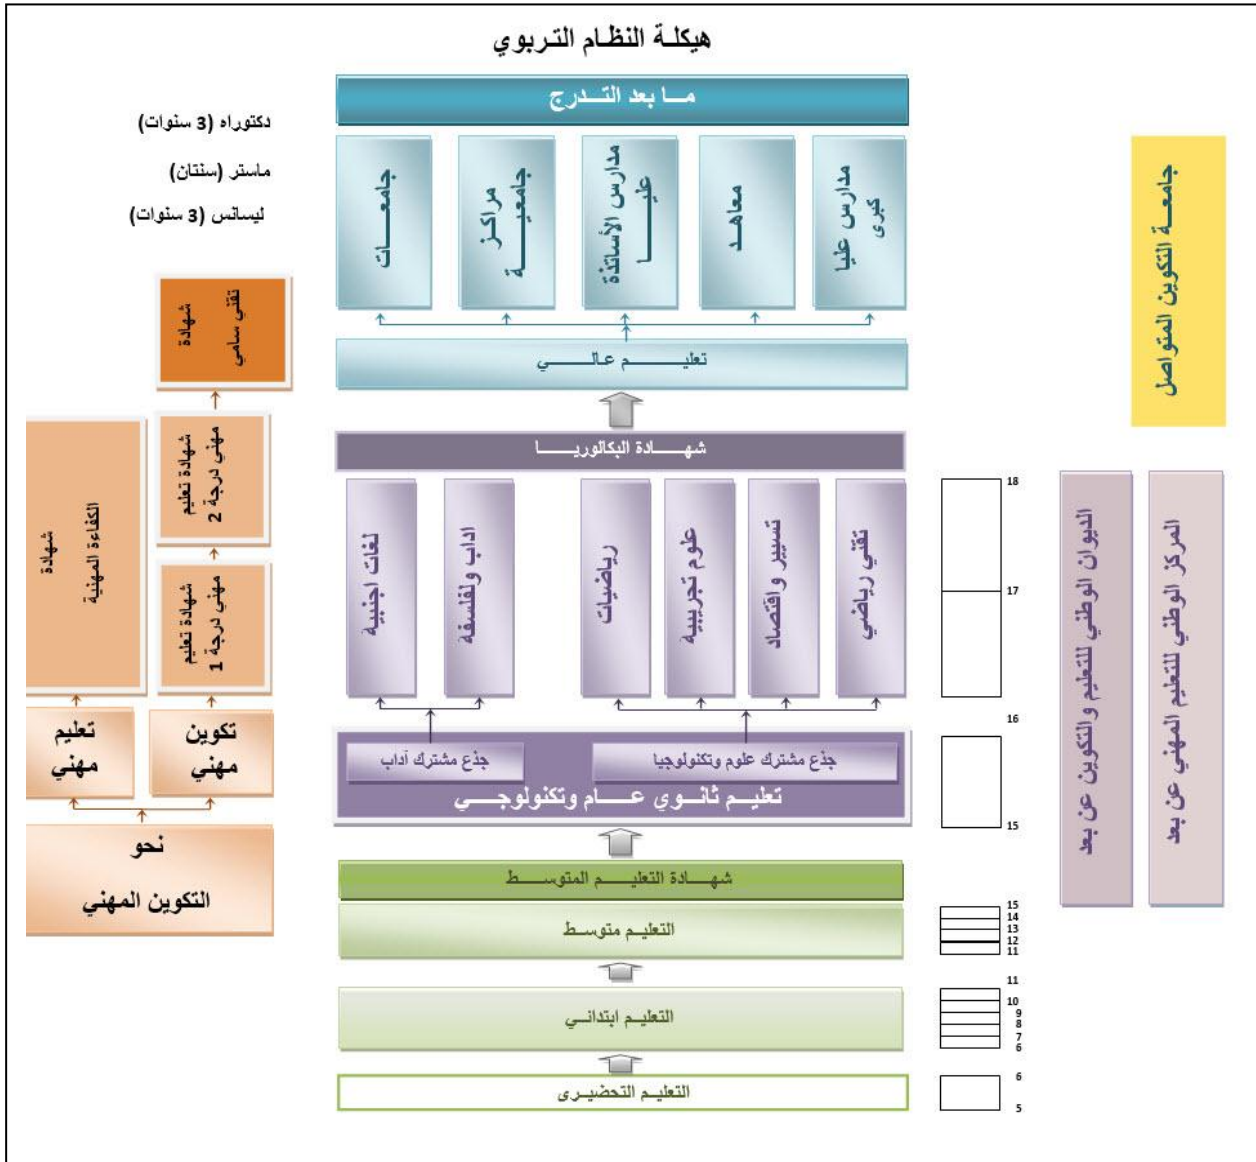 هيكلة النظام التربوي
ما بعد التدرج
دكتوراه (3 سنوات)
ماستر (سنتان)
ليسانس (3 سنوات)
جامعة التكوين المتواصل
مدارس عليا
كبرى
معاهد
مدارس الأساتذة
عليا
مراكز
جامعية
جامعات
تعليم عالي
شهادة
تقني سامي
شهادة البكالوريا
شهادة تعليم
مهني درجة 2
شهادة
الكفاءة المهنية
شهادة تعليم
مهني درجة 1
تقني رياضي
تسيير و اقتصاد
علوم تجريبية
رياضيات
اداب ولفلسفة
لغات اجنبية
18
17
16
15
المركز الوطني للتعليم المهني عن بعد
الديوان الوطني للتعليم والتكوين عن بعد
جذع مشترك علوم وتكنولوجيا
جذع مشترك آداب
تعليم ثانوي عام وتكنولوجي
تكوين
مهني
تعليم
مهني
نحو
التكوين المهني
شهادة التعليم المتوسط
التعليم متوسط
15
14
13
12
11
التعليم ابتدائي
11
10
9
8
7
6
التعليم التحضيرى
6
5